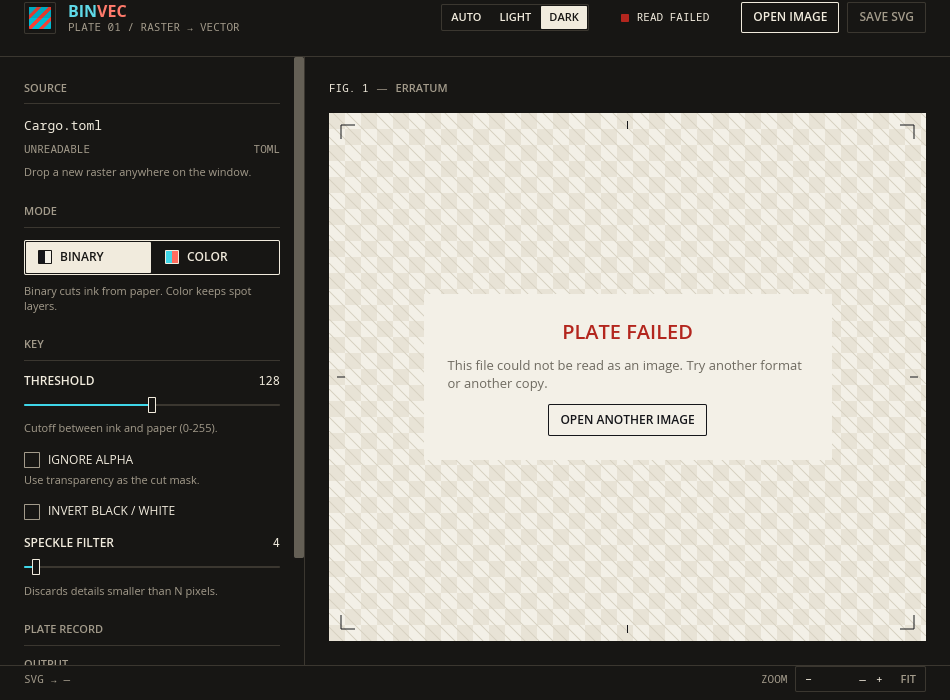 BINVEC
PLATE 01 / RASTER → VECTOR
AUTO LIGHT DARK
READ FAILED
OPEN IMAGE
SAVE SVG
SOURCE
Cargo.toml
UNREADABLE TOML
Drop a new raster anywhere on the window.
MODE
BINARY COLOR
Binary cuts ink from paper. Color keeps spot
layers.
KEY
THRESHOLD 128
Cutoff between ink and paper (0-255).
IGNORE ALPHA
Use transparency as the cut mask.
INVERT BLACK / WHITE
SPECKLE FILTER 4
Discards details smaller than N pixels.
PLATE RECORD
OUTPUT
FIG. 1 — ERRATUM
PLATE FAILED
This file could not be read as an image. Try another format
or another copy.
OPEN ANOTHER IMAGE
SVG → —
ZOOM − — + FIT